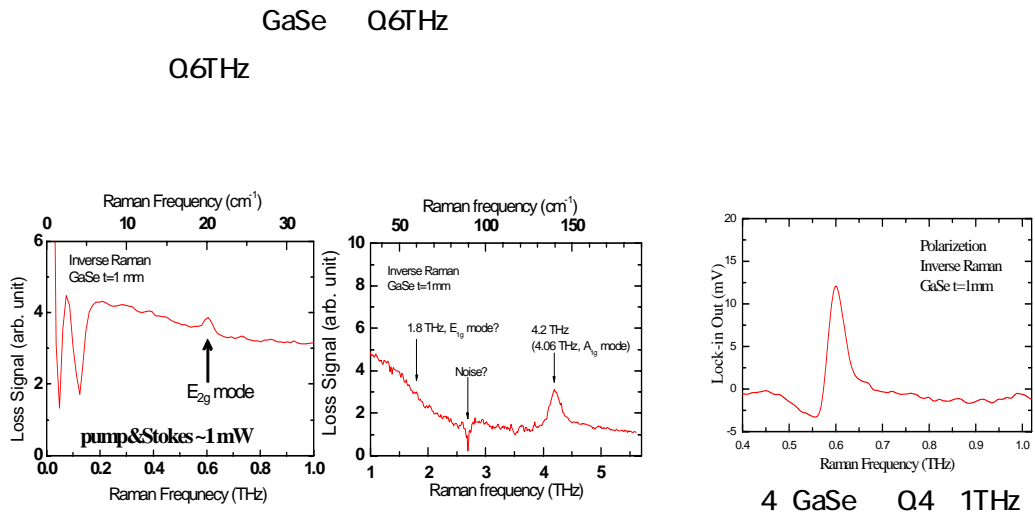 GaSe 0.6THz
0.6THz
Raman Frequency (cm-1)
0 10 20 30
6
4
2
0
Loss Signal (arb. unit)
Inverse Raman
GaSe t=1 mm
E2g mode
pump&Stokes ~1 mW
0.0 0.2 0.4 0.6 0.8 1.0
Raman Frequnecy (THz)
Raman frequency (cm-1)
50 100 150
10
8
6
4
2
0
Loss Signal (arb. unit)
Inverse Raman
GaSe t=1mm
1.8 THz, E1g mode?
4.2 THz
(4.06 THz, A1g mode)
Noise?
1 2 3 4 5
Raman frequency (THz)
20
15
10
5
0
-5
Lock-in Out (mV)
Polarizetion
Inverse Raman
GaSe t=1mm
0.4 0.5 0.6 0.7 0.8 0.9 1.0
Raman Frequency (THz)
4 GaSe 0.4 1THz